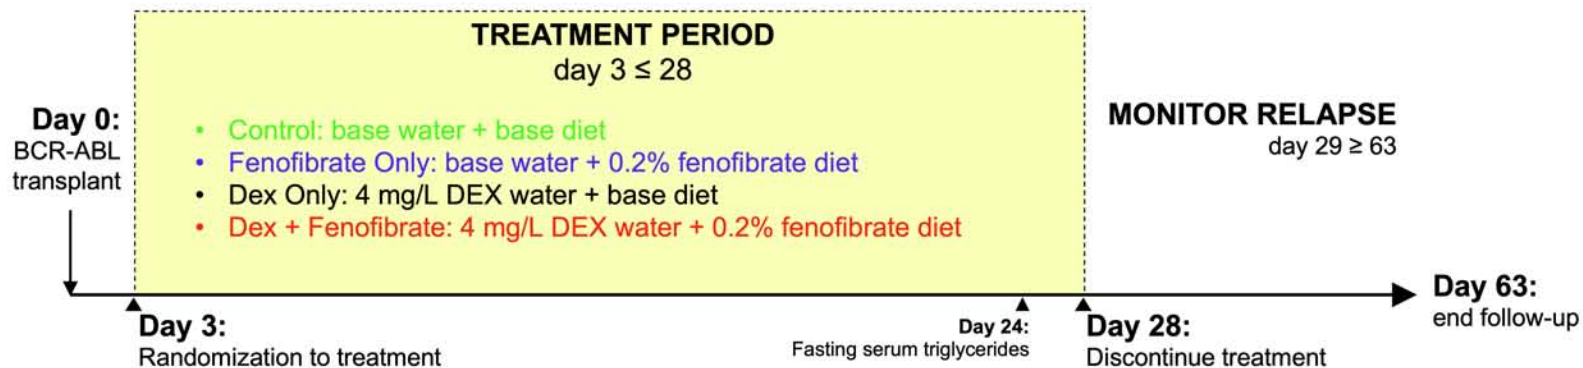 TREATMENT PERIOD
day 3 ≤ 28
Day 0:
BCR-ABL
transplant
• Control: base water + base diet
• Fenofibrate Only: base water + 0.2% fenofibrate diet
• Dex Only: 4 mg/L DEX water + base diet
• Dex + Fenofibrate: 4 mg/L DEX water + 0.2% fenofibrate diet
MONITOR RELAPSE
day 29 ≥ 63
Day 3:
Randomization to treatment
Day 24:
Fasting serum triglycerides
Day 28:
Discontinue treatment
Day 63:
end follow-up